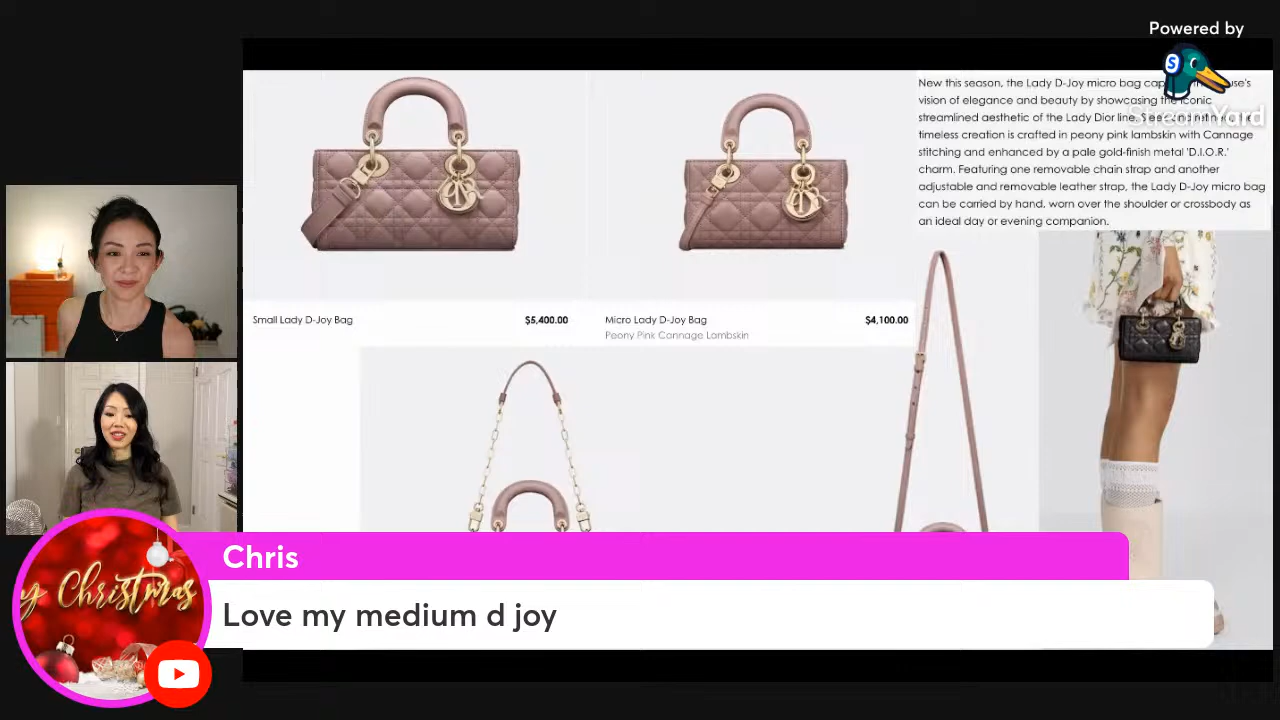 Powered by
StreamYard
New this season, the Lady D-Joy micro bag cap use's
vision of elegance and beauty by showcasing the iconic
streamlined aesthetic of the Lady Dior line.
timeless creation is crafted in peony pink lambskin with Cannage
stitching and enhanced by a pale gold-finish metal 'D.I.O.R.'
charm. Featuring one removable chain strap and another
adjustable and removable leather strap, the Lady D-Joy micro bag
can be carried by hand, worn over the shoulder or crossbody as
an ideal day or evening companion.
Small Lady D-Joy Bag $5,400.00
Micro Lady D-Joy Bag $4,100.00
Peony Pink Cannage Lambskin
Chris
Love my medium d joy
y Christmas